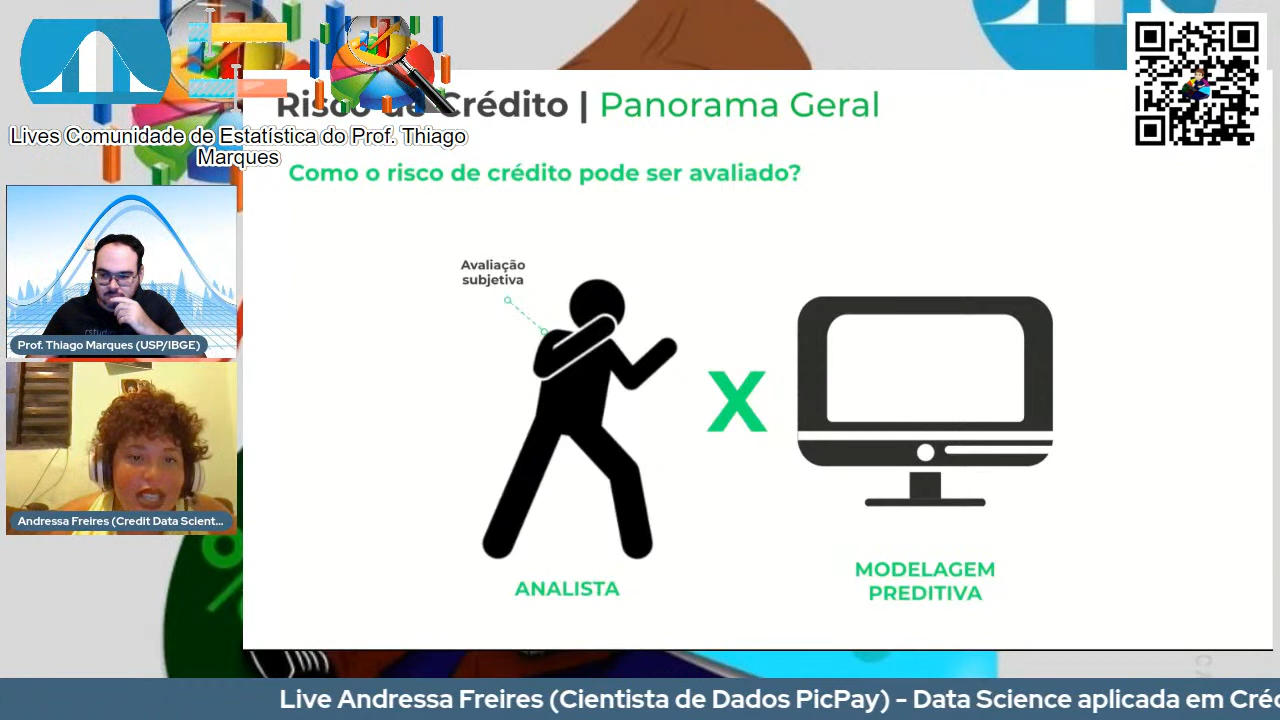 Lives Comunidade de Estatística do Prof. Thiago
Marques
Risco de Crédito | Panorama Geral
Como o risco de crédito pode ser avaliado?
Avaliação
subjetiva
X
ANALISTA
MODELAGEM
PREDITIVA
Prof. Thiago Marques (USP/IBGE)
Andressa Freires (Credit Data Scient...
Live Andressa Freires (Cientista de Dados PicPay) - Data Science aplicada em Créd